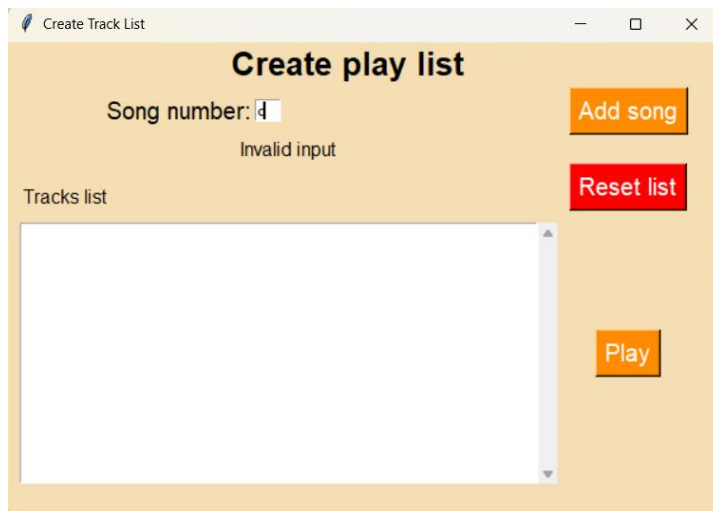 Create Track List
Create play list
Song number: d
Add song
Invalid input
Reset list
Tracks list
Play